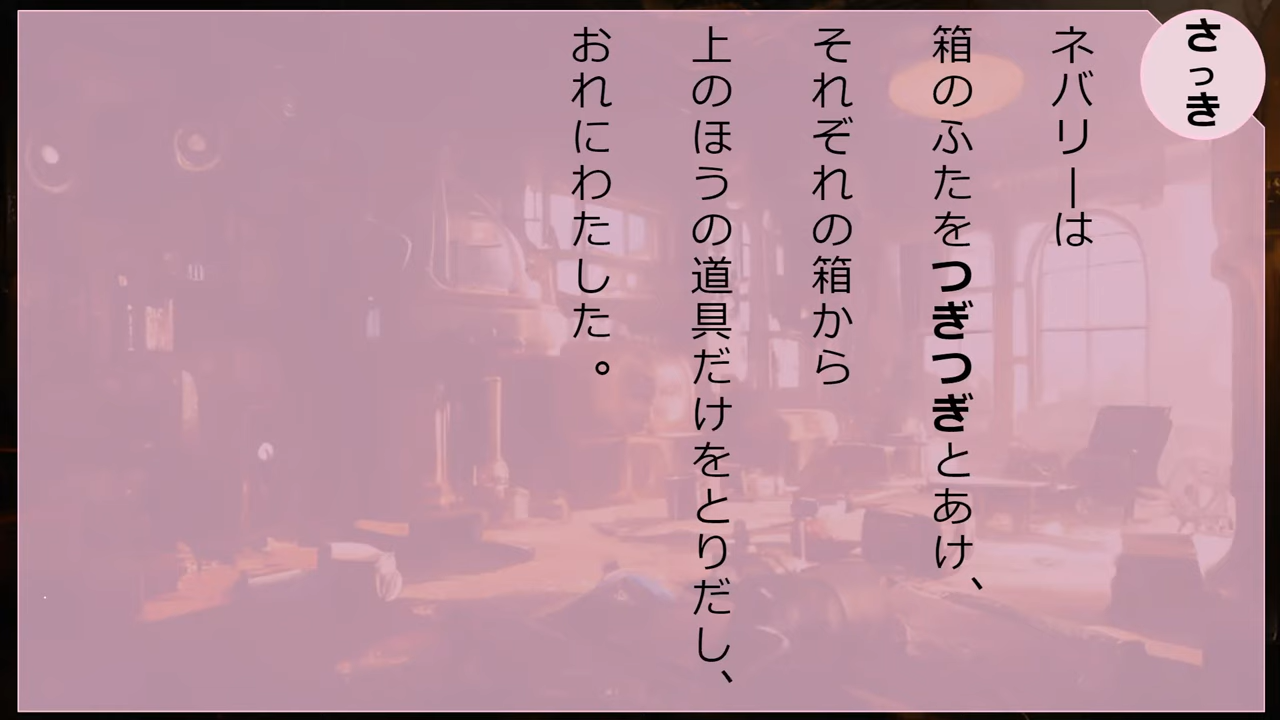 さっき
ネバリーは
箱のふたをつぎつぎとあけ、
それぞれの箱から
上のほうの道具だけをとりだし、
おれにわたした。